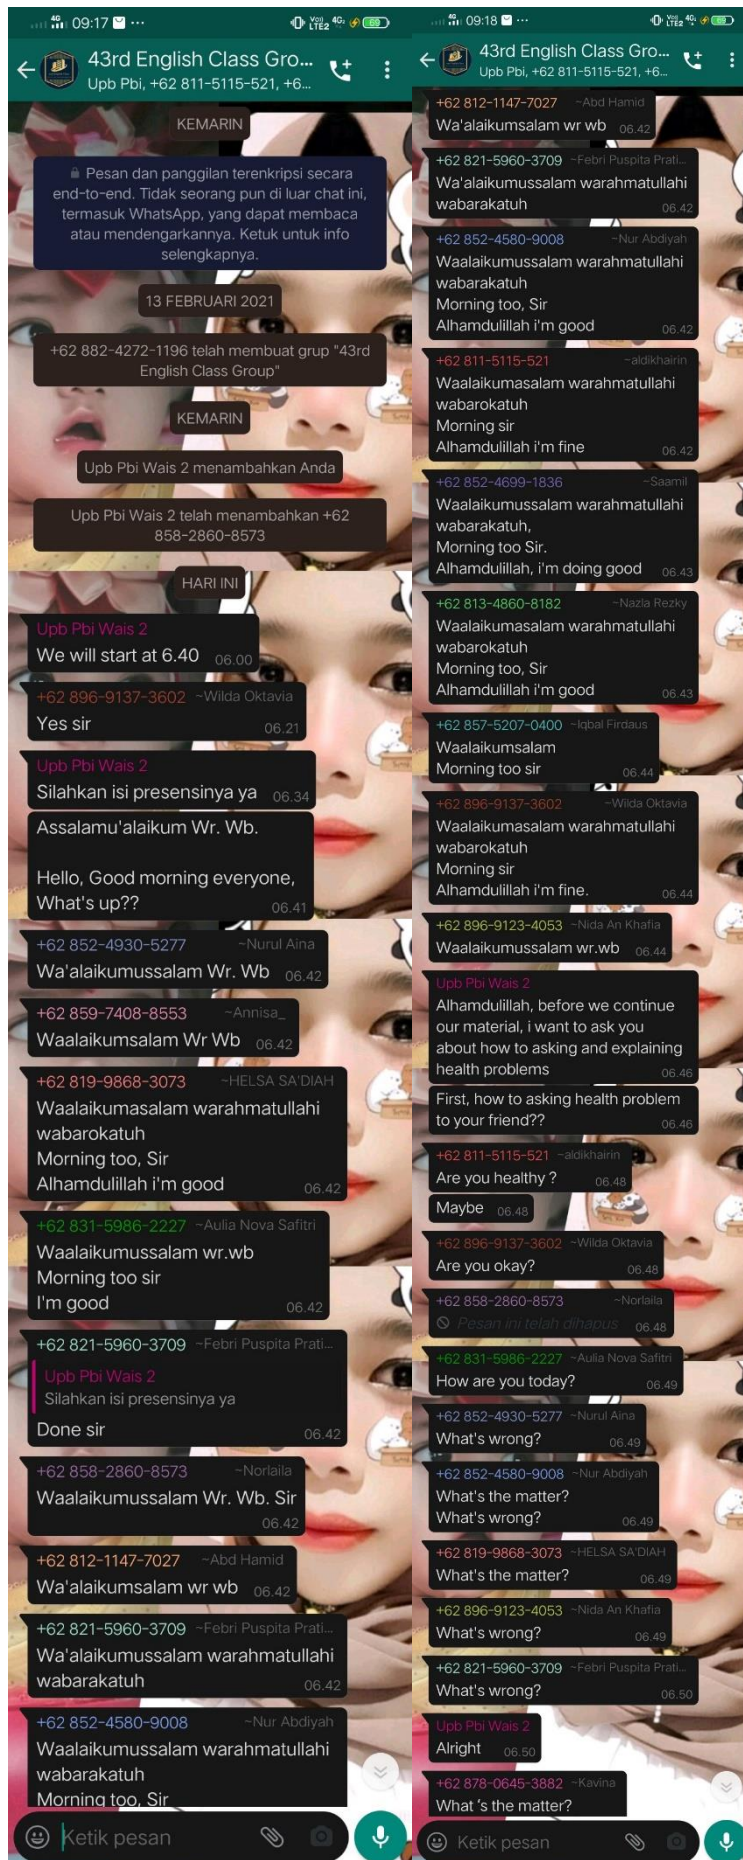 4G 09:17
Voo)
LTE2 4G 69
43rd English Class Gro...
Upb Pbi, +62 811-5115-521, +6...
KEMARIN
Pesan dan panggilan terenkripsi secara
end-to-end. Tidak seorang pun di luar chat ini,
termasuk WhatsApp, yang dapat membaca
atau mendengarkannya. Ketuk untuk info
selengkapnya.
13 FEBRUARI 2021
+62 882-4272-1196 telah membuat grup "43rd
English Class Group"
KEMARIN
Upb Pbi Wais 2 menambahkan Anda
Upb Pbi Wais 2 telah menambahkan +62
858-2860-8573
HARI INI
Upb Pbi Wais 2
We will start at 6.40 06.00
+62 896-9137-3602 ~Wilda Oktavia
Yes sir 06.21
Upb Pbi Wais 2
Silahkan isi presensinya ya 06.34
Assalamu'alaikum Wr. Wb.
Hello, Good morning everyone,
What's up?? 06.41
+62 852-4930-5277 ~Nurul Aina
Wa'alaikumussalam Wr. Wb 06.42
+62 859-7408-8553 ~Annisa_
Waalaikumsalam Wr Wb 06.42
+62 819-9868-3073 ~HELSA SA'DIAH
Waalaikumasalam warahmatullahi
wabarokatuh
Morning too, Sir
Alhamdulillah i'm good 06.42
+62 831-5986-2227 ~Aulia Nova Safitri
Waalaikumussalam wr.wb
Morning too sir
I'm good 06.42
+62 821-5960-3709 ~Febri Puspita Prati...
Upb Pbi Wais 2
Silahkan isi presensinya ya
Done sir 06.42
+62 858-2860-8573 ~Norlaila
Waalaikumussalam Wr. Wb. Sir
06.42
+62 812-1147-7027 ~Abd Hamid
Wa'alaikumsalam wr wb 06.42
+62 821-5960-3709 ~Febri Puspita Prati...
Wa'alaikumussalam warahmatullahi
wabarakatuh 06.42
+62 852-4580-9008 ~Nur Abdiyah
Waalaikumussalam warahmatullahi
wabarakatuh
Morning too, Sir
Ketik pesan
4G 09:18
Voo)
LTE2 4G 69
43rd English Class Gro...
Upb Pbi, +62 811-5115-521, +6...
+62 812-1147-7027 ~Abd Hamid
Wa'alaikumsalam wr wb 06.42
+62 821-5960-3709 ~Febri Puspita Prati...
Wa'alaikumussalam warahmatullahi
wabarakatuh 06.42
+62 852-4580-9008 ~Nur Abdiyah
Waalaikumussalam warahmatullahi
wabarakatuh
Morning too, Sir
Alhamdulillah i'm good 06.42
+62 811-5115-521 ~aldikhairin
Waalaikumasalam warahmatullahi
wabarokatuh
Morning sir
Alhamdulillah i'm fine 06.42
+62 852-4699-1836 ~Saamil
Waalaikumussalam warahmatullahi
wabarakatuh,
Morning too Sir.
Alhamdulillah, i'm doing good 06.43
+62 813-4860-8182 ~Nazla Rezky
Waalaikumasalam warahmatullahi
wabarokatuh
Morning too, Sir
Alhamdulillah i'm good 06.43
+62 857-5207-0400 ~Iqbal Firdaus
Waalaikumsalam
Morning too sir 06.44
+62 896-9137-3602 ~Wilda Oktavia
Waalaikumasalam warahmatullahi
wabarokatuh
Morning sir
Alhamdulillah i'm fine. 06.44
+62 896-9123-4053 ~Nida An Khafia
Waalaikumussalam wr.wb 06.44
Upb Pbi Wais 2
Alhamdulillah, before we continue
our material, i want to ask you
about how to asking and explaining
health problems 06.46
First, how to asking health problem
to your friend?? 06.46
+62 811-5115-521 ~aldikhairin
Are you healthy ? 06.48
Maybe 06.48
+62 896-9137-3602 ~Wilda Oktavia
Are you okay? 06.48
+62 858-2860-8573 ~Norlaila
Pesan ini telah dihapus 06.48
+62 831-5986-2227 ~Aulia Nova Safitri
How are you today? 06.49
+62 852-4930-5277 ~Nurul Aina
What's wrong? 06.49
+62 852-4580-9008 ~Nur Abdiyah
What's the matter?
What's wrong? 06.49
+62 819-9868-3073 ~HELSA SA'DIAH
What's the matter? 06.49
+62 896-9123-4053 ~Nida An Khafia
What's wrong? 06.49
+62 821-5960-3709 ~Febri Puspita Prati...
What's wrong? 06.50
Upb Pbi Wais 2
Alright 06.50
+62 878-0645-3882 ~Kavina
What 's the matter?
Ketik pesan